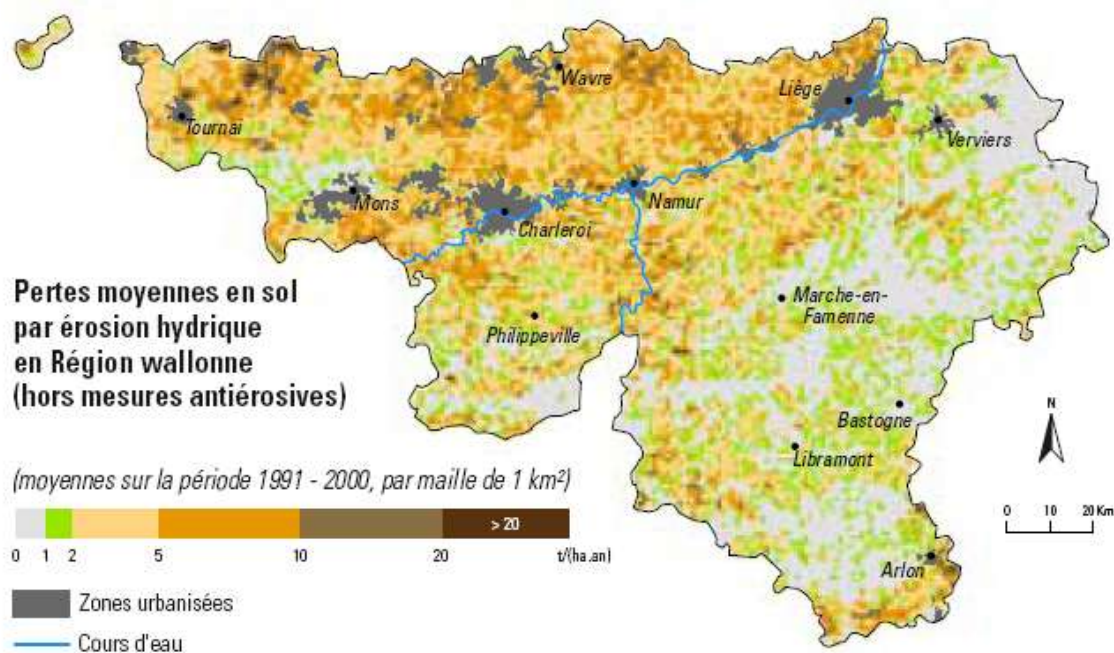 Wavre
Liège
Tournai
Verviers
Mons
Namur
Charleroi
Pertes moyennes en sol
par érosion hydrique
en Région wallonne
(hors mesures antiérosives)
Marche-en-
Famenne
Philippeville
Bastogne
Libramont
N
(moyennes sur la période 1991 - 2000, par maille de 1 km²)
> 20
0 1 2 5 10 20 t/(ha.an)
0 10 20 Km
Arlon
Zones urbanisées
Cours d'eau